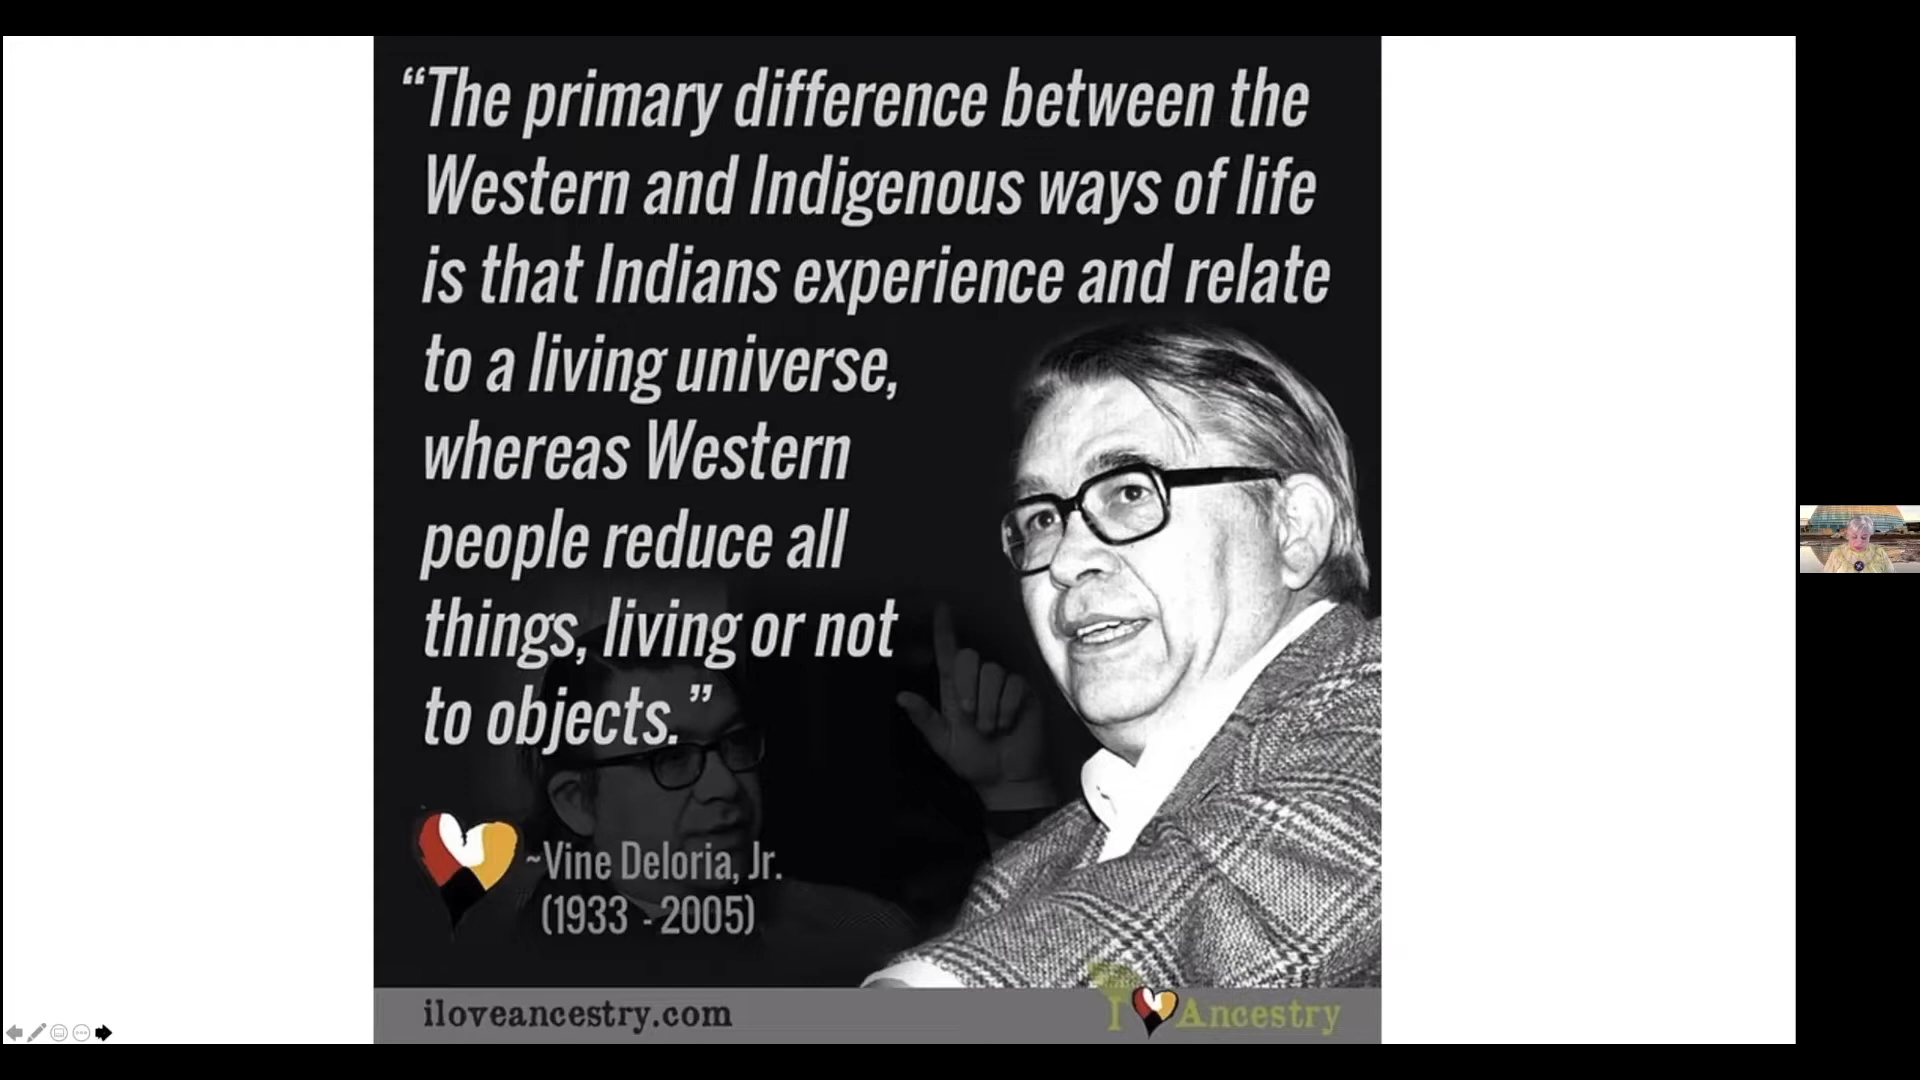 “The primary difference between the
Western and Indigenous ways of life
is that Indians experience and relate
to a living universe,
whereas Western
people reduce all
things, living or not
to objects.”
~Vine Deloria, Jr.
(1933 - 2005)
iloveancestry.com
I Ancestry